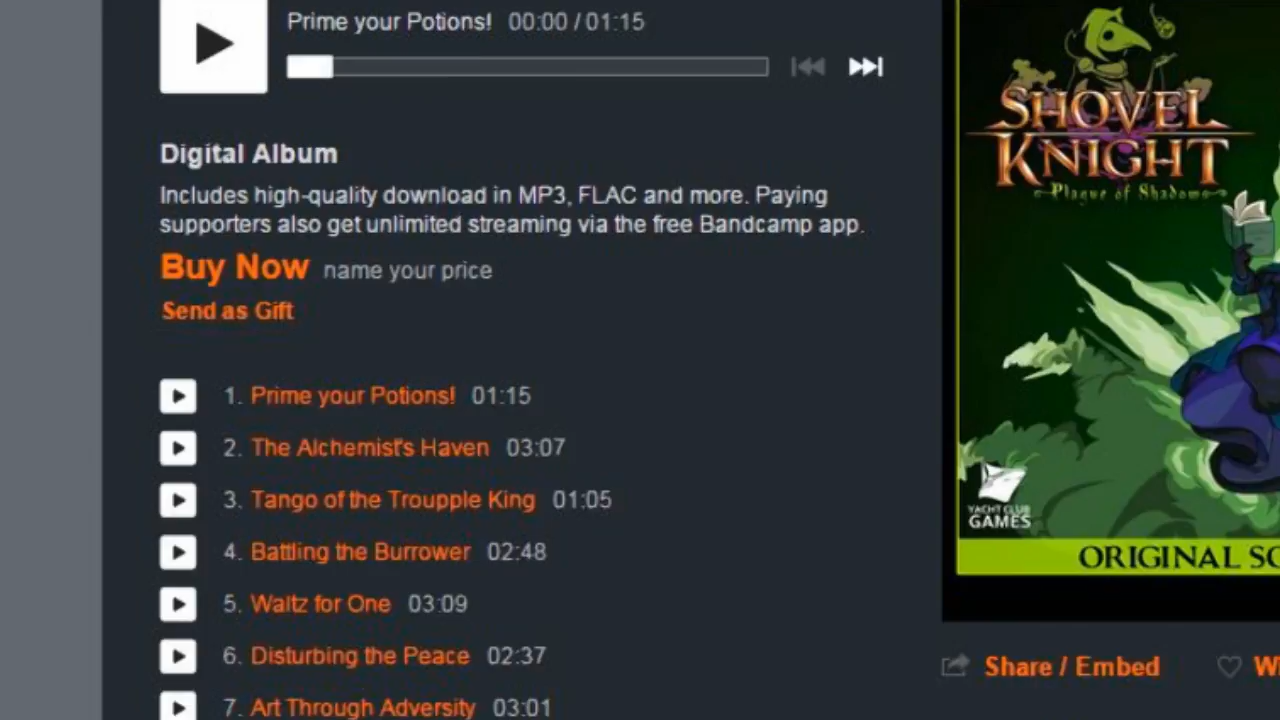 Prime your Potions! 00:00 / 01:15
Digital Album
Includes high-quality download in MP3, FLAC and more. Paying
supporters also get unlimited streaming via the free Bandcamp app.
Buy Now name your price
Send as Gift
1. Prime your Potions! 01:15
2. The Alchemist's Haven 03:07
3. Tango of the Troupple King 01:05
4. Battling the Burrower 02:48
5. Waltz for One 03:09
6. Disturbing the Peace 02:37
7. Art Through Adversity 03:01
SHOVEL
KNIGHT
Plague of Shadows
YACHT CLUB
GAMES
ORIGINAL
Share / Embed